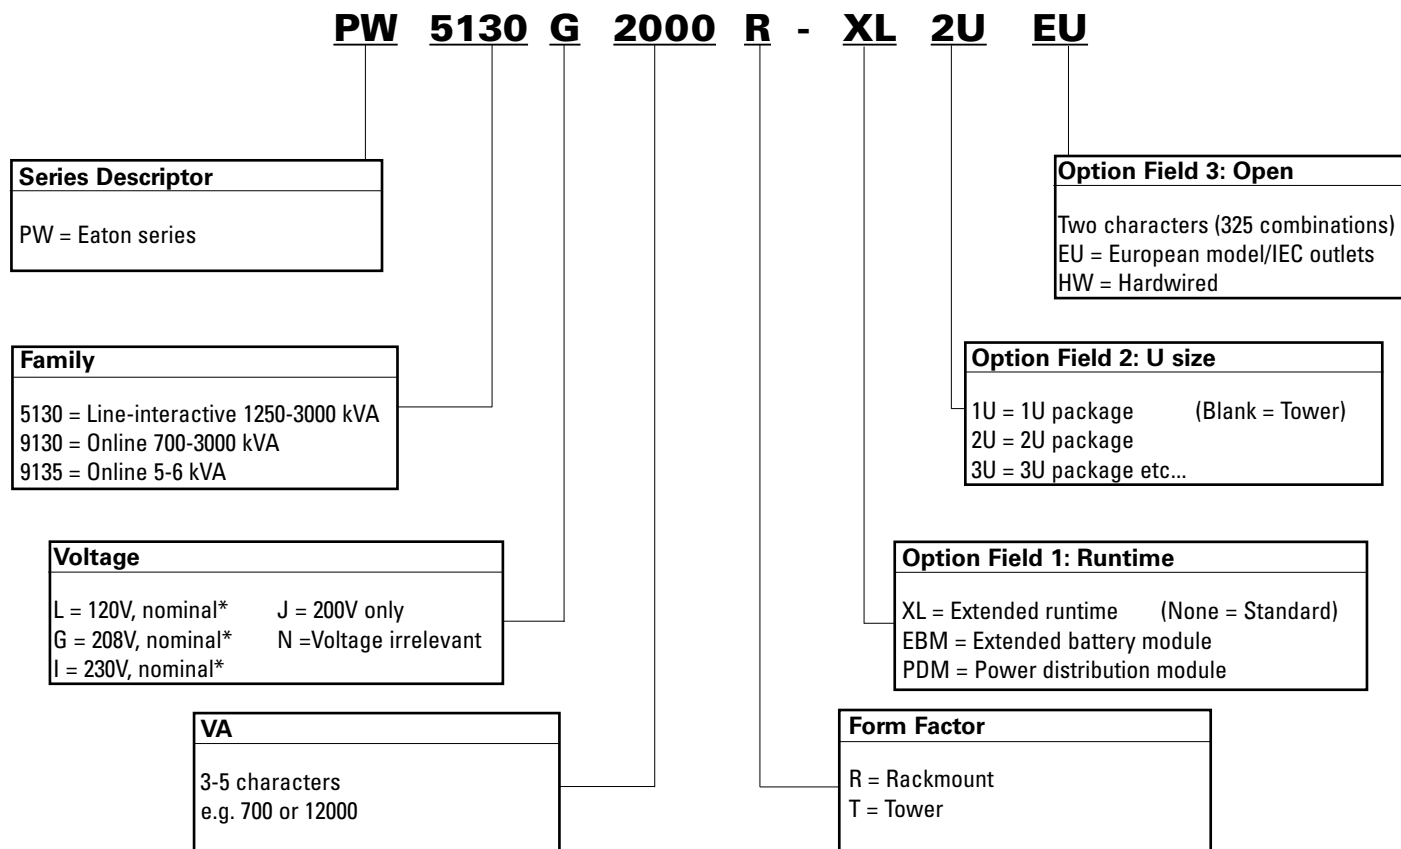 PW 5130 G 2000 R - XL 2U EU
Series Descriptor
PW = Eaton series
Family
5130 = Line-interactive 1250-3000 kVA
9130 = Online 700-3000 kVA
9135 = Online 5-6 kVA
Voltage
L = 120V, nominal* J = 200V only
G = 208V, nominal* N =Voltage irrelevant
I = 230V, nominal*
VA
3-5 characters
e.g. 700 or 12000
Option Field 3: Open
Two characters (325 combinations)
EU = European model/IEC outlets
HW = Hardwired
Option Field 2: U size
1U = 1U package (Blank = Tower)
2U = 2U package
3U = 3U package etc...
Option Field 1: Runtime
XL = Extended runtime (None = Standard)
EBM = Extended battery module
PDM = Power distribution module
Form Factor
R = Rackmount
T = Tower